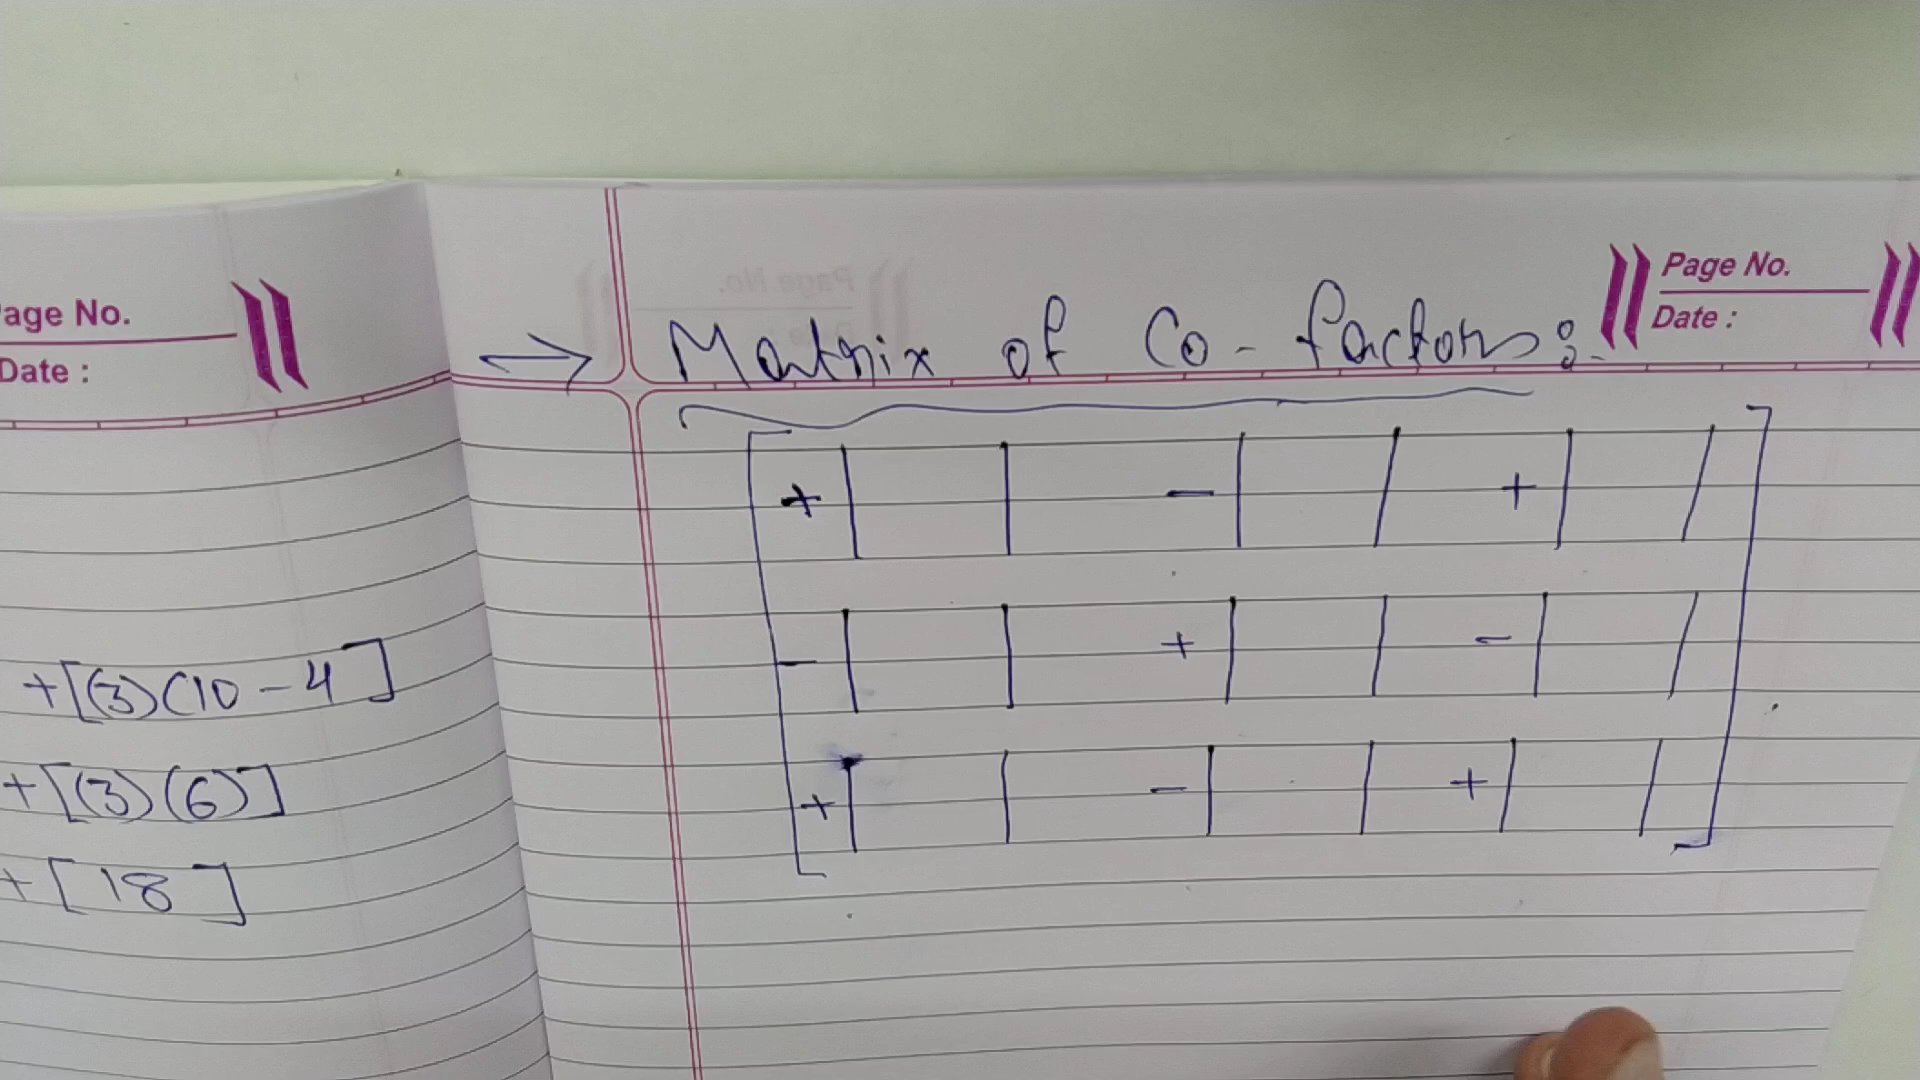 age No.
Date :
+[(3)(10-4]
+[(3)(6)]
+[18]
Page No.
Date :
→ Matrix of Co-factors:
[+| | -| | +| |]
[-| | +| | -| |]
[+| | -| | +| |]